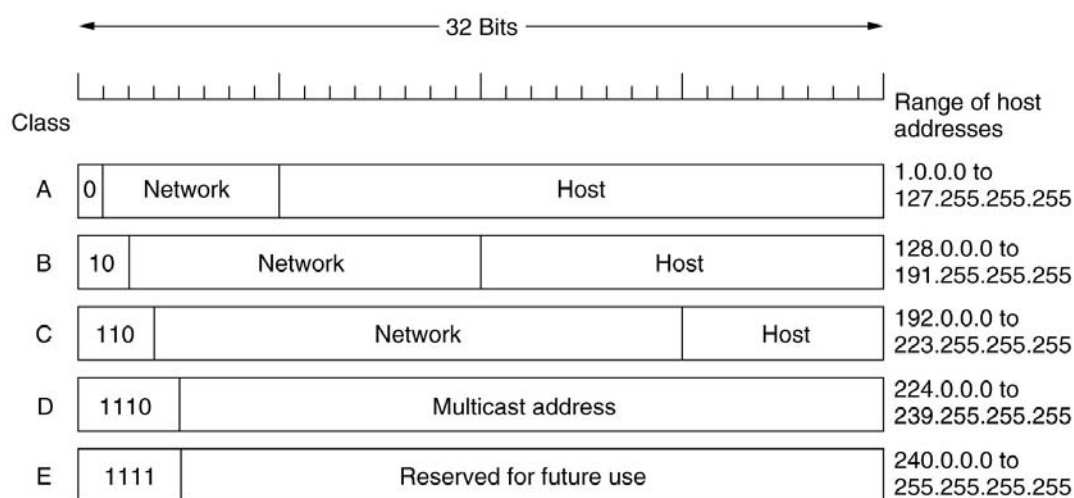 32 Bits
Class
Range of host
addresses
A
0
Network
Host
1.0.0.0 to
127.255.255.255
B
10
Network
Host
128.0.0.0 to
191.255.255.255
C
110
Network
Host
192.0.0.0 to
223.255.255.255
D
1110
Multicast address
224.0.0.0 to
239.255.255.255
E
1111
Reserved for future use
240.0.0.0 to
255.255.255.255